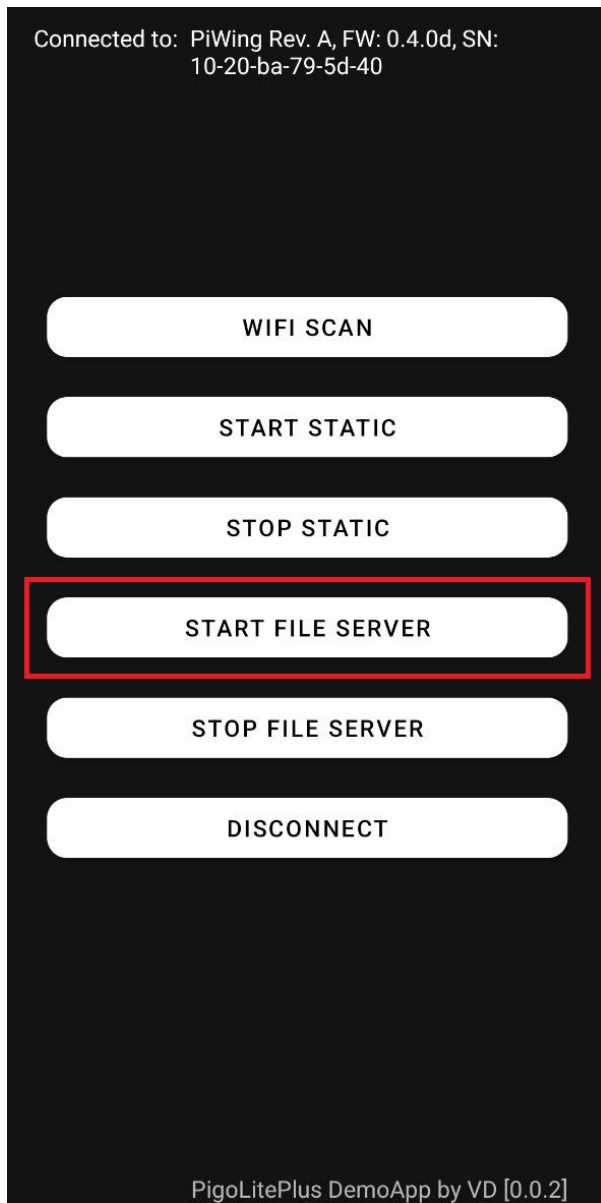 Connected to: PiWing Rev. A, FW: 0.4.0d, SN:
10-20-ba-79-5d-40
WIFI SCAN
START STATIC
STOP STATIC
START FILE SERVER
STOP FILE SERVER
DISCONNECT
PigoLitePlus DemoApp by VD [0.0.2]